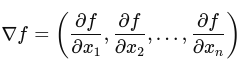 ∇f = (∂f/∂x₁, ∂f/∂x₂, …, ∂f/∂xₙ)